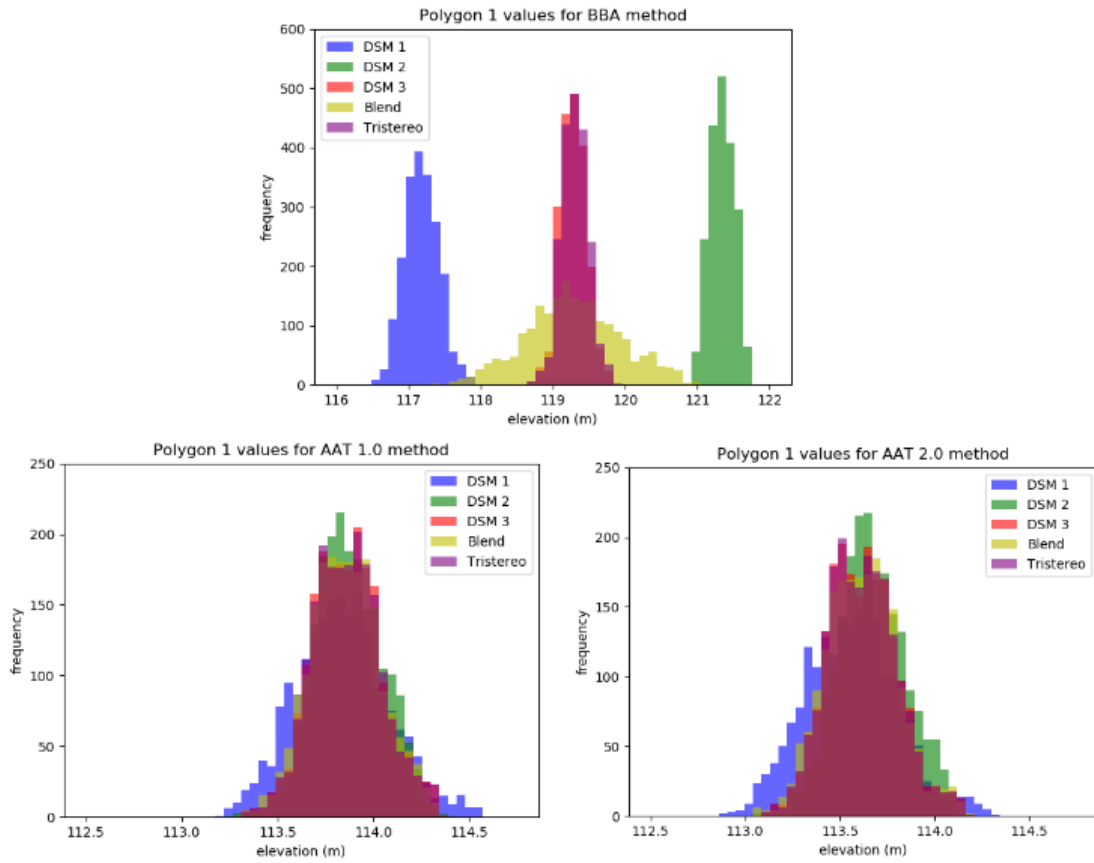 Polygon 1 values for BBA method
600
500
400
300
200
100
0
frequency
DSM 1
DSM 2
DSM 3
Blend
Tristereo
116 117 118 119 120 121 122
elevation (m)
Polygon 1 values for AAT 1.0 method
250
200
150
100
50
0
frequency
DSM 1
DSM 2
DSM 3
Blend
Tristereo
112.5 113.0 113.5 114.0 114.5
elevation (m)
Polygon 1 values for AAT 2.0 method
250
200
150
100
50
0
frequency
DSM 1
DSM 2
DSM 3
Blend
Tristereo
112.5 113.0 113.5 114.0 114.5
elevation (m)